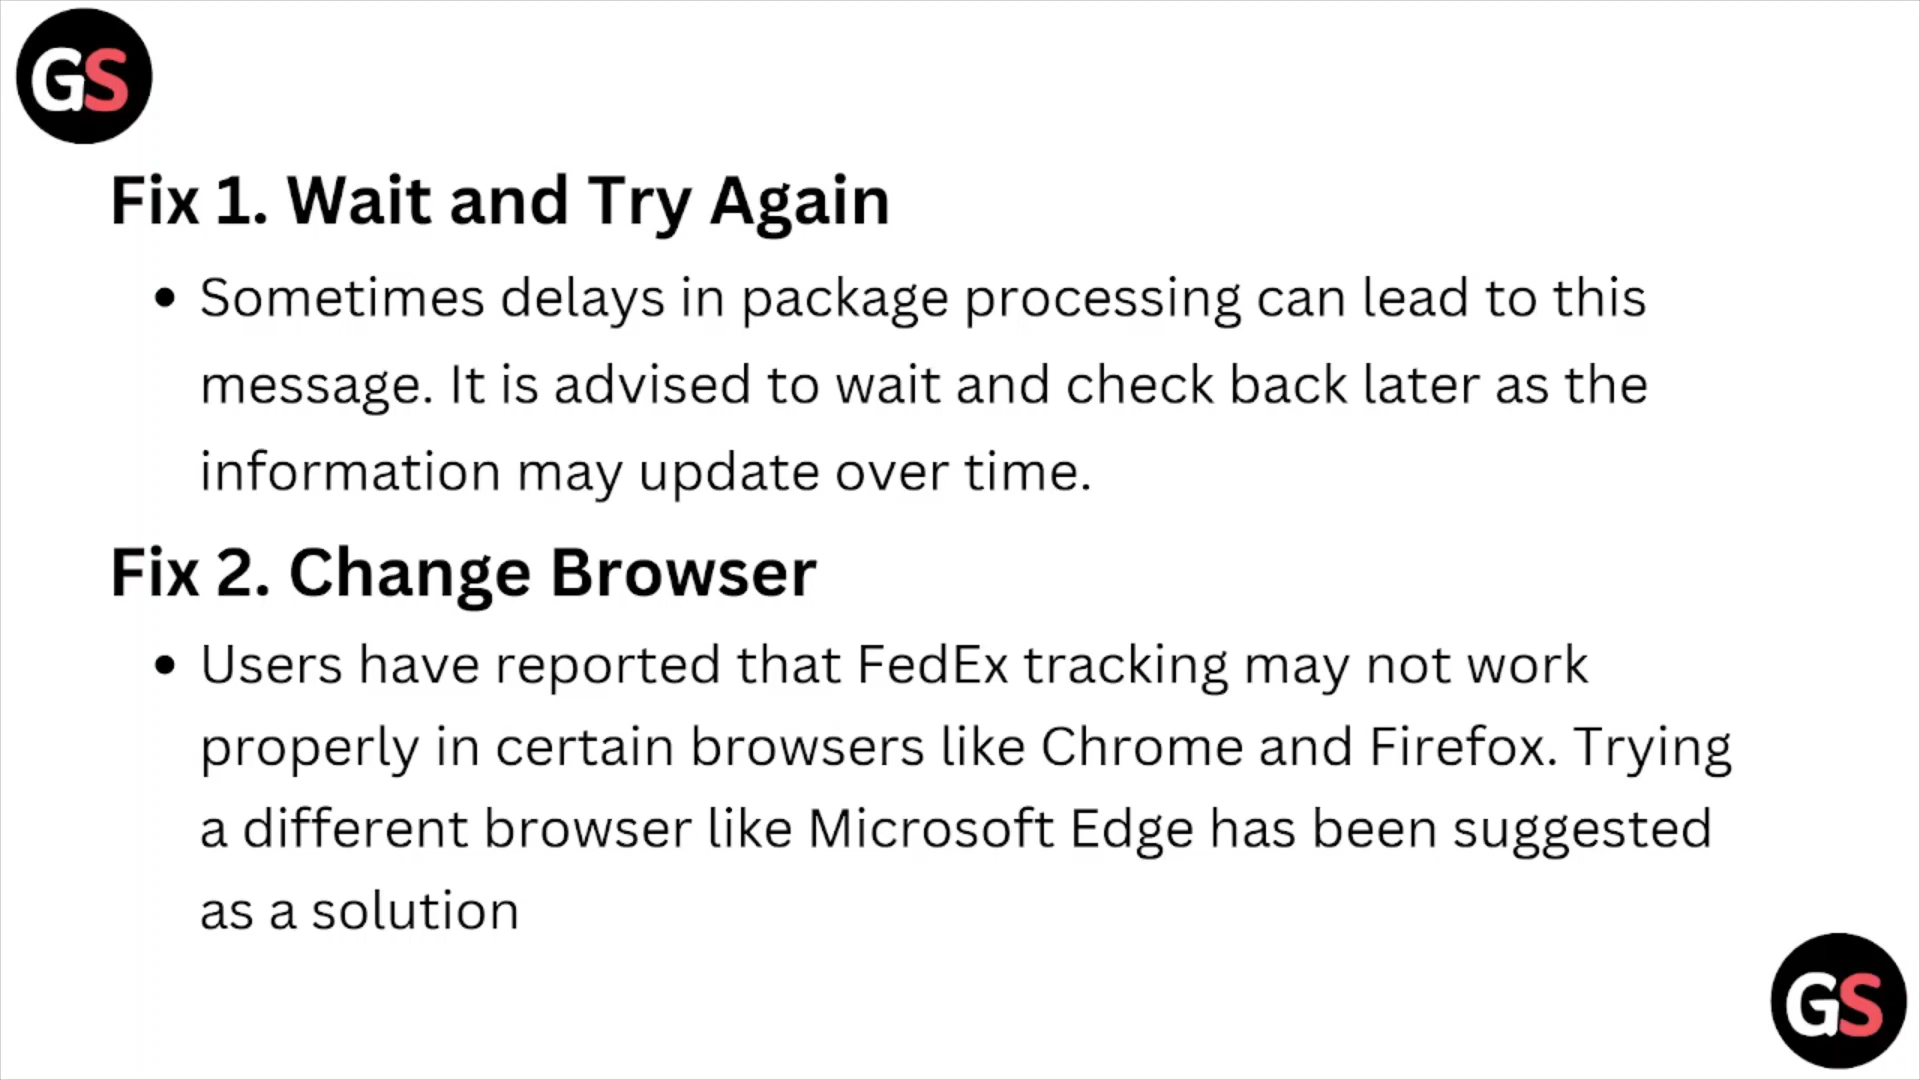 GS
Fix 1. Wait and Try Again
• Sometimes delays in package processing can lead to this
message. It is advised to wait and check back later as the
information may update over time.
Fix 2. Change Browser
• Users have reported that FedEx tracking may not work
properly in certain browsers like Chrome and Firefox. Trying
a different browser like Microsoft Edge has been suggested
as a solution
GS